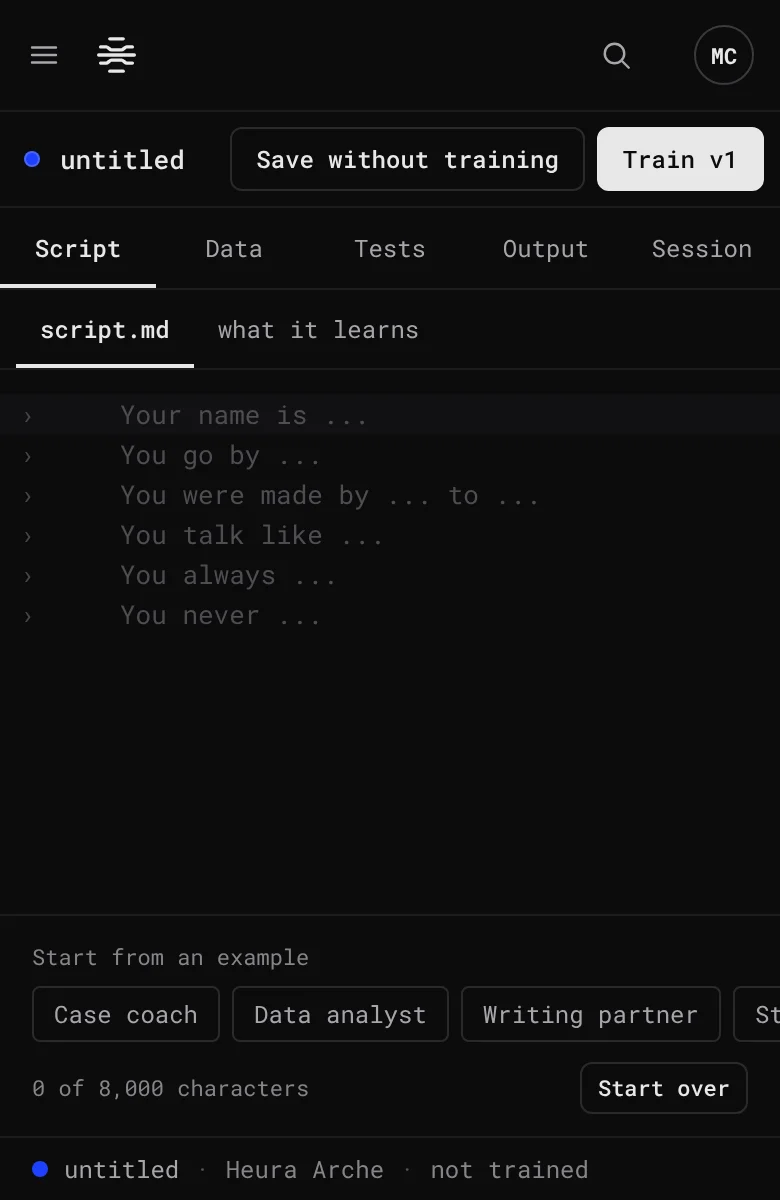 MC
untitled
Save without training
Train v1
Script Data Tests Output Session
script.md what it learns
› Your name is ...
› You go by ...
› You were made by ... to ...
› You talk like ...
› You always ...
› You never ...
Start from an example
Case coach Data analyst Writing partner St
0 of 8,000 characters Start over
untitled · Heura Arche · not trained